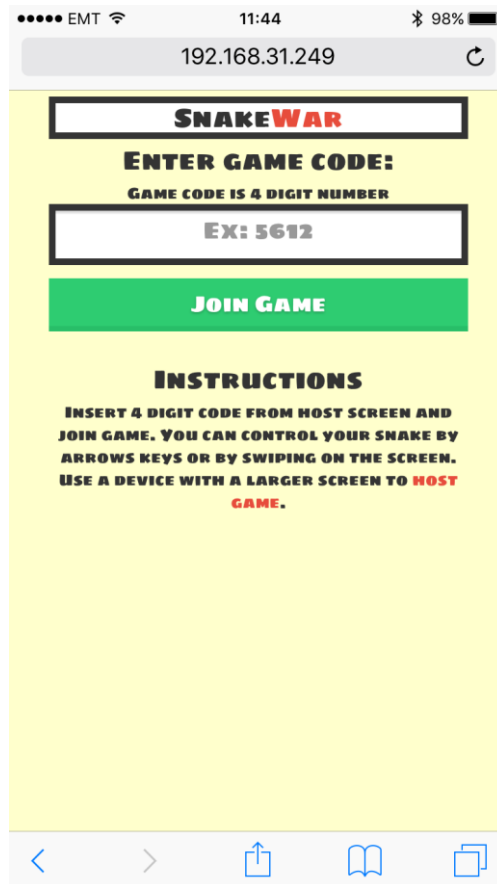 EMT 11:44 98%
192.168.31.249
SnakeWar
Enter game code:
Game code is 4 digit number
Ex: 5612
Join Game
Instructions
Insert 4 digit code from host screen and
join game. You can control your snake by
arrows keys or by swiping on the screen.
Use a device with a larger screen to host
game.